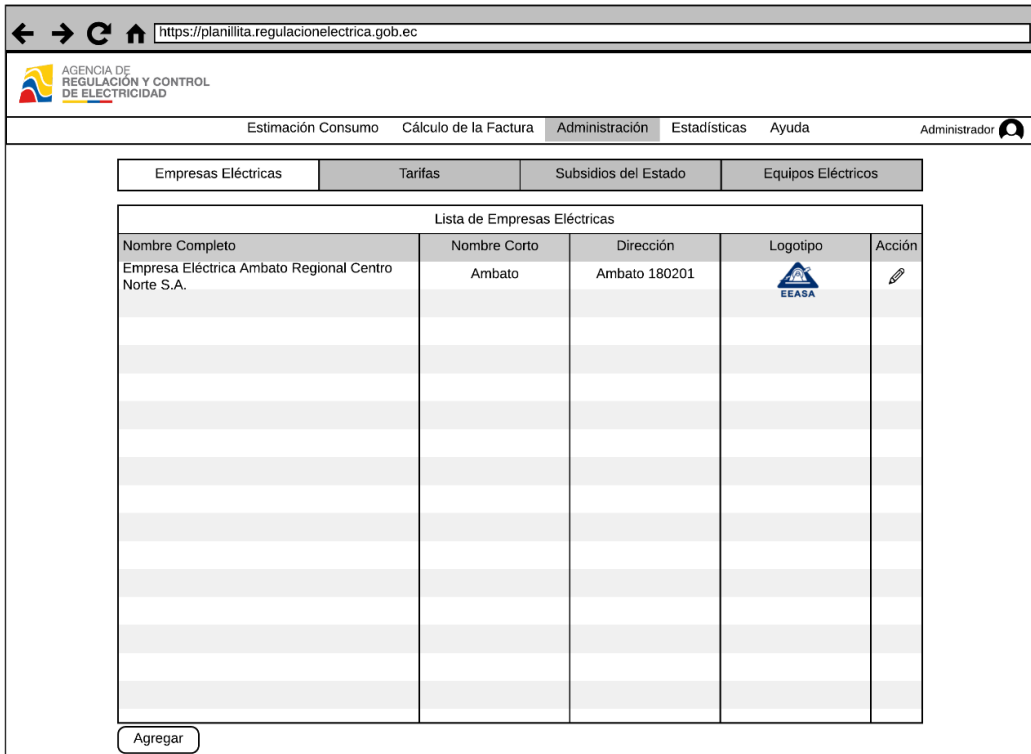 https://planillita.regulacionelectrica.gob.ec
AGENCIA DE
REGULACIÓN Y CONTROL
DE ELECTRICIDAD
Estimación Consumo Cálculo de la Factura Administración Estadísticas Ayuda Administrador
Empresas Eléctricas Tarifas Subsidios del Estado Equipos Eléctricos
Lista de Empresas Eléctricas
Nombre Completo Nombre Corto Dirección Logotipo Acción
Empresa Eléctrica Ambato Regional Centro
Norte S.A.
Ambato Ambato 180201
EEASA
Agregar